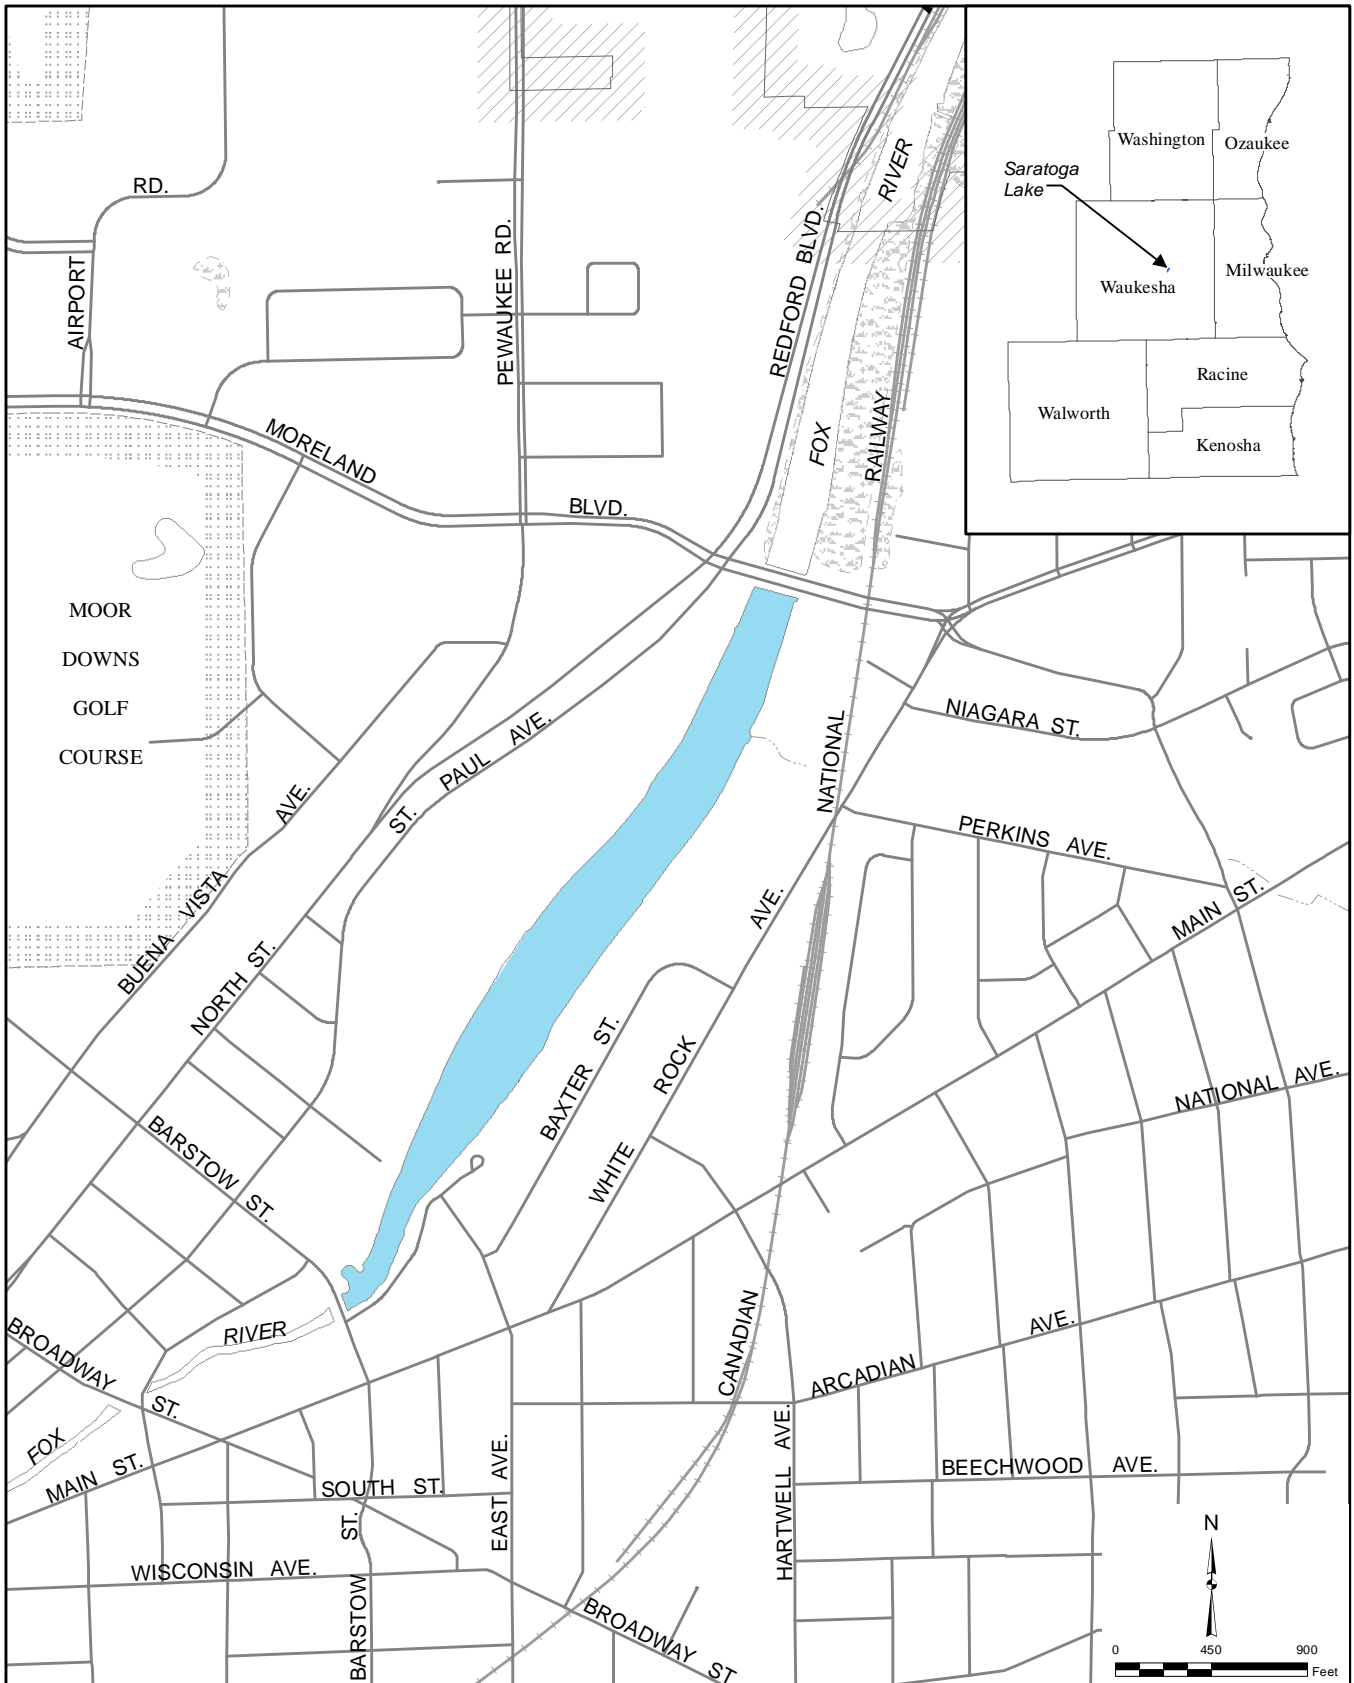 RD.
AIRPORT
PEWAUKEE RD.
REDFORD BLVD.
RIVER
FOX
RAILWAY
MORELAND
BLVD.
Washington
Ozaukee
Saratoga
Lake
Waukesha
Milwaukee
Racine
Walworth
Kenosha
MOOR
DOWNS
GOLF
COURSE
NIAGARA ST.
NATIONAL
PAUL AVE.
ST.
AVE.
BUENA VISTA
PERKINS AVE.
MAIN ST.
NORTH ST.
AVE.
ROCK
WHITE
BAXTER ST.
NATIONAL AVE.
BARSTOW ST.
RIVER
BROADWAY
ST.
FOX
MAIN ST.
CANADIAN
ARCADIAN
AVE.
HARTWELL AVE.
BEECHWOOD AVE.
SOUTH ST.
EAST AVE.
ST.
BARSTOW
WISCONSIN AVE.
BROADWAY ST
N
0 450 900
Feet